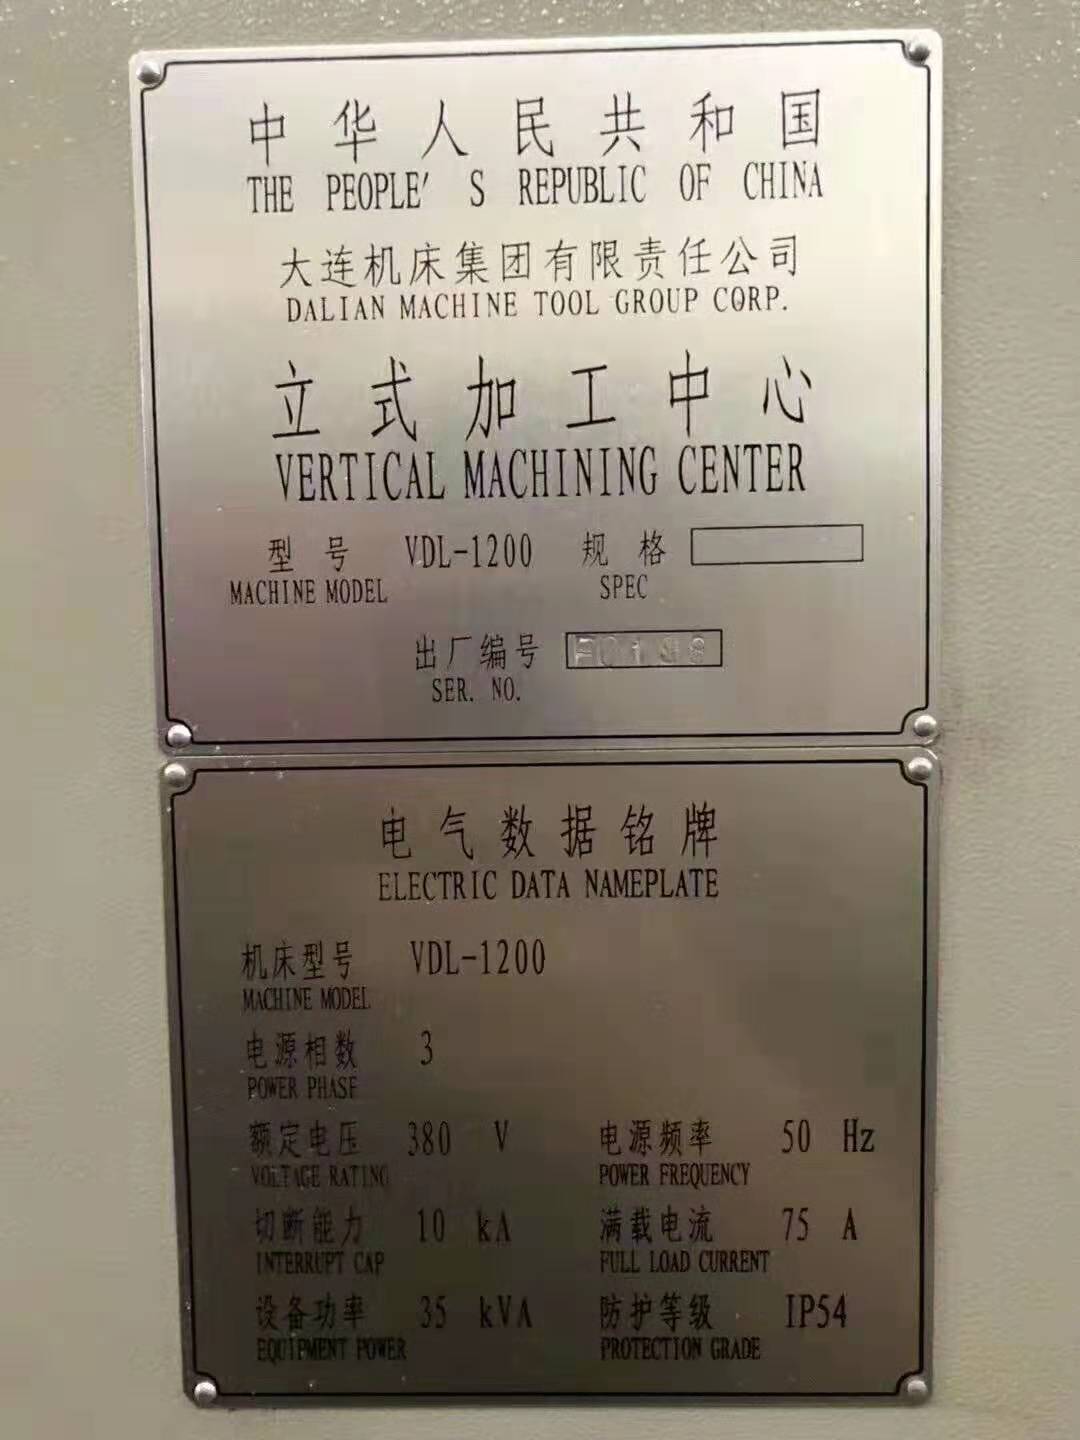 中华人民共和国
THE PEOPLE'S REPUBLIC OF CHINA
大连机床集团有限责任公司
DALIAN MACHINE TOOL GROUP CORP.
立式加工中心
VERTICAL MACHINING CENTER
型号 VDL-1200 规格
MACHINE MODEL SPEC
出厂编号
SER. NO.
电气数据铭牌
ELECTRIC DATA NAMEPLATE
机床型号 VDL-1200
MACHINE MODEL
电源相数 3
POWER PHASE
额定电压 380 V 电源频率 50 Hz
VOLTAGE RATING POWER FREQUENCY
切断能力 10 kA 满载电流 75 A
INTERRUPT CAP FULL LOAD CURRENT
设备功率 35 kVA 防护等级 IP54
EQUIPMENT POWER PROTECTION GRADE